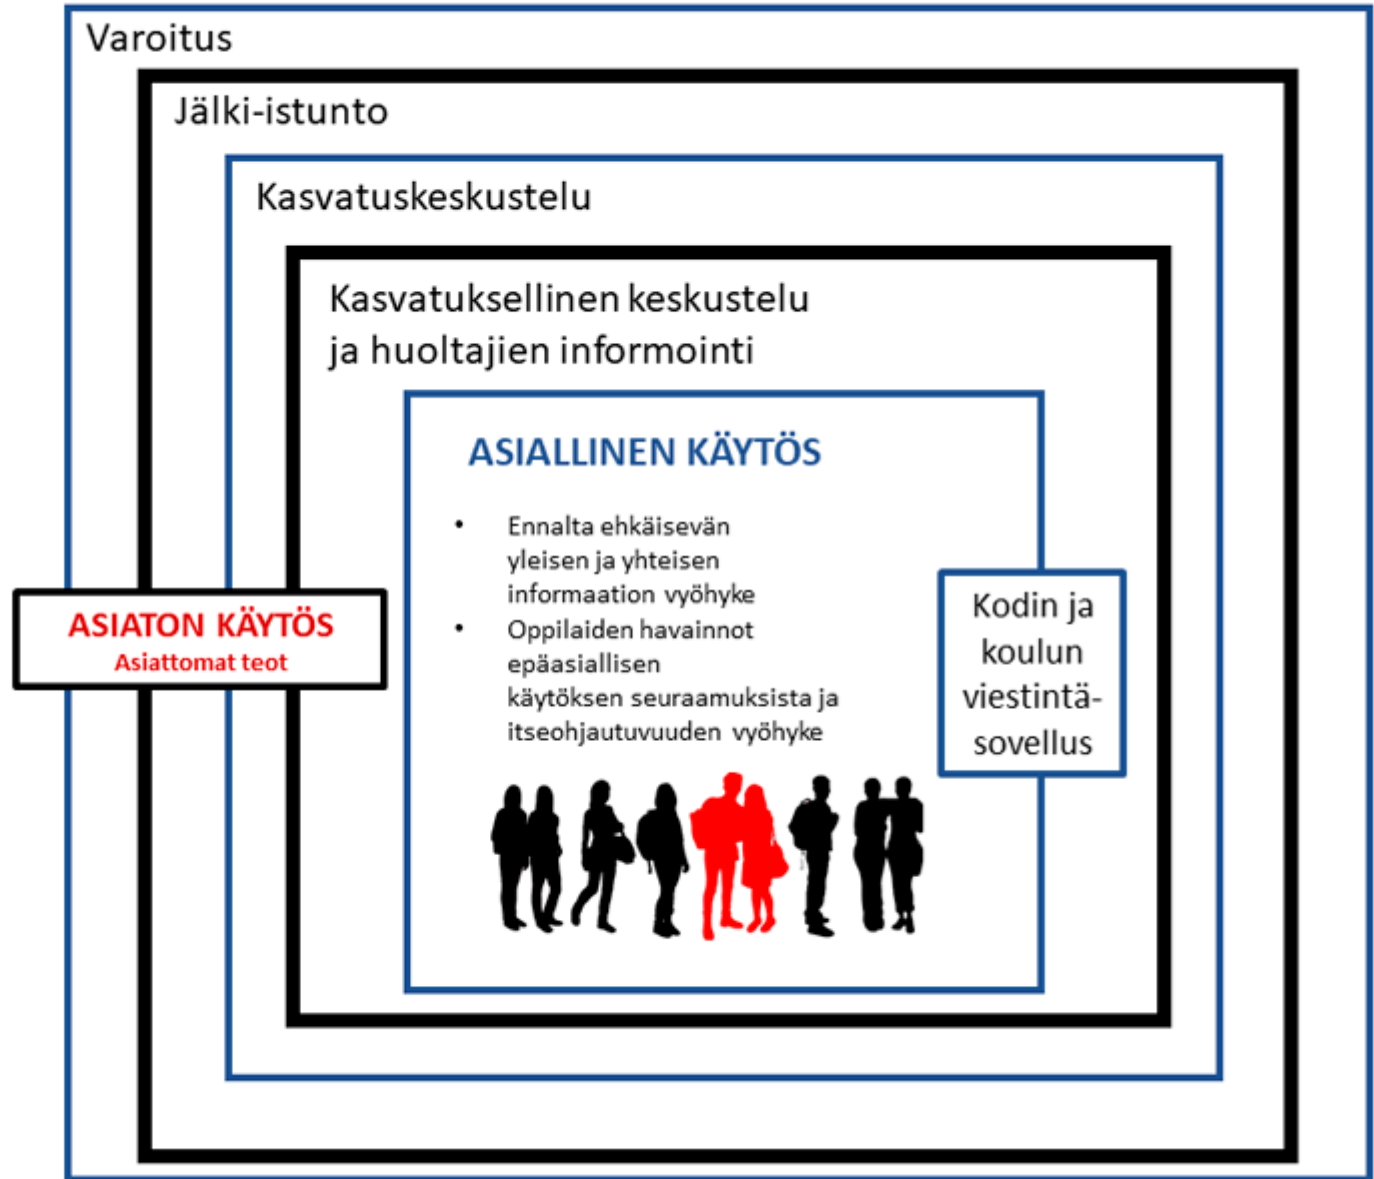 Varoitus
Jälki-istunto
Kasvatuskeskustelu
Kasvatuksellinen keskustelu
ja huoltajien informointi
ASIALLINEN KÄYTÖS
• Ennalta ehkäisevän
yleisen ja yhteisen
informaation vyöhyke
• Oppilaiden havainnot
epäasiallisen
käytöksen seuraamuksista ja
itseohjautuvuuden vyöhyke
ASIATON KÄYTÖS
Asiattomat teot
Kodin ja
koulun
viestintä-
sovellus